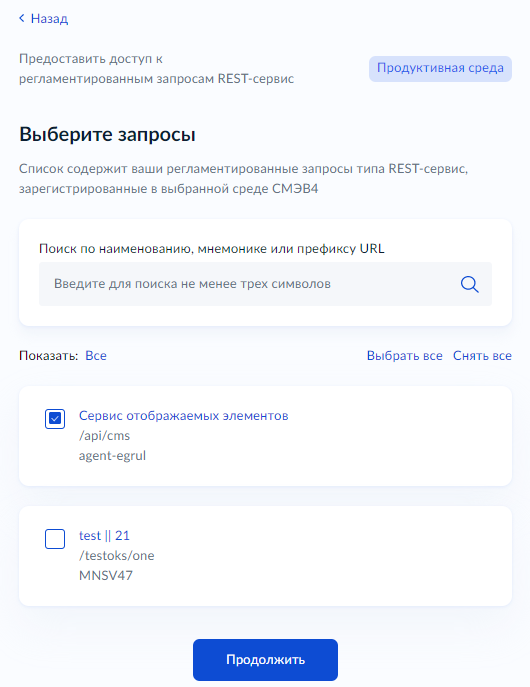 Назад
Предоставить доступ к
регламентированным запросам REST-сервис
Продуктивная среда
Выберите запросы
Список содержит ваши регламентированные запросы типа REST-сервис,
зарегистрированные в выбранной среде СМЭВ4
Поиск по наименованию, мнемонике или префиксу URL
Введите для поиска не менее трех символов
Показать: Все
Выбрать все Снять все
Сервис отображаемых элементов
/api/cms
agent-egrul
test || 21
/testoks/one
MNSV47
Продолжить